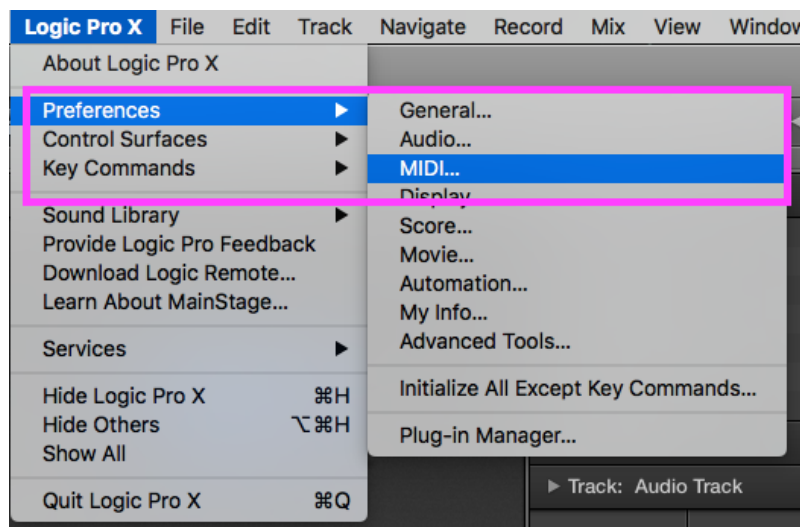 Logic Pro X File Edit Track Navigate Record Mix View Window
About Logic Pro X
Preferences
Control Surfaces
Key Commands
Sound Library
Provide Logic Pro Feedback
Download Logic Remote...
Learn About MainStage...
Services
Hide Logic Pro X ⌘H
Hide Others ⌥⌘H
Show All
Quit Logic Pro X ⌘Q
General...
Audio...
MIDI...
Display
Score...
Movie...
Automation...
My Info...
Advanced Tools...
Initialize All Except Key Commands...
Plug-in Manager...
Track: Audio Track